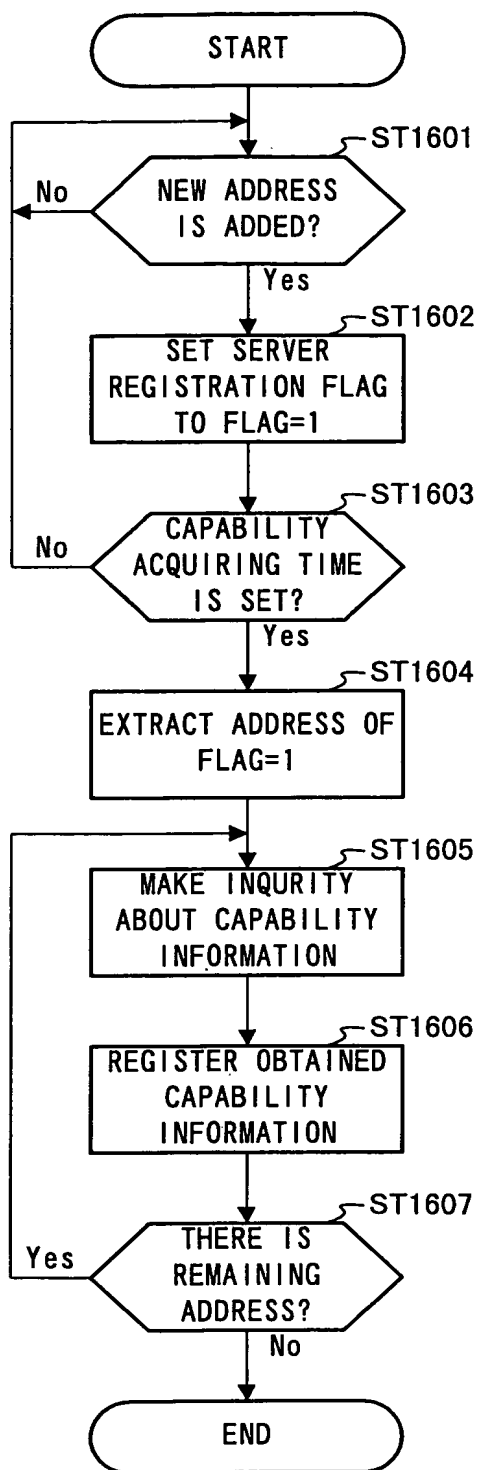 START
ST1601
NEW ADDRESS
IS ADDED?
No
Yes
ST1602
SET SERVER
REGISTRATION FLAG
TO FLAG=1
ST1603
CAPABILITY
ACQUIRING TIME
IS SET?
No
Yes
ST1604
EXTRACT ADDRESS OF
FLAG=1
ST1605
MAKE INQURITY
ABOUT CAPABILITY
INFORMATION
ST1606
REGISTER OBTAINED
CAPABILITY
INFORMATION
ST1607
THERE IS
REMAINING
ADDRESS?
Yes
No
END